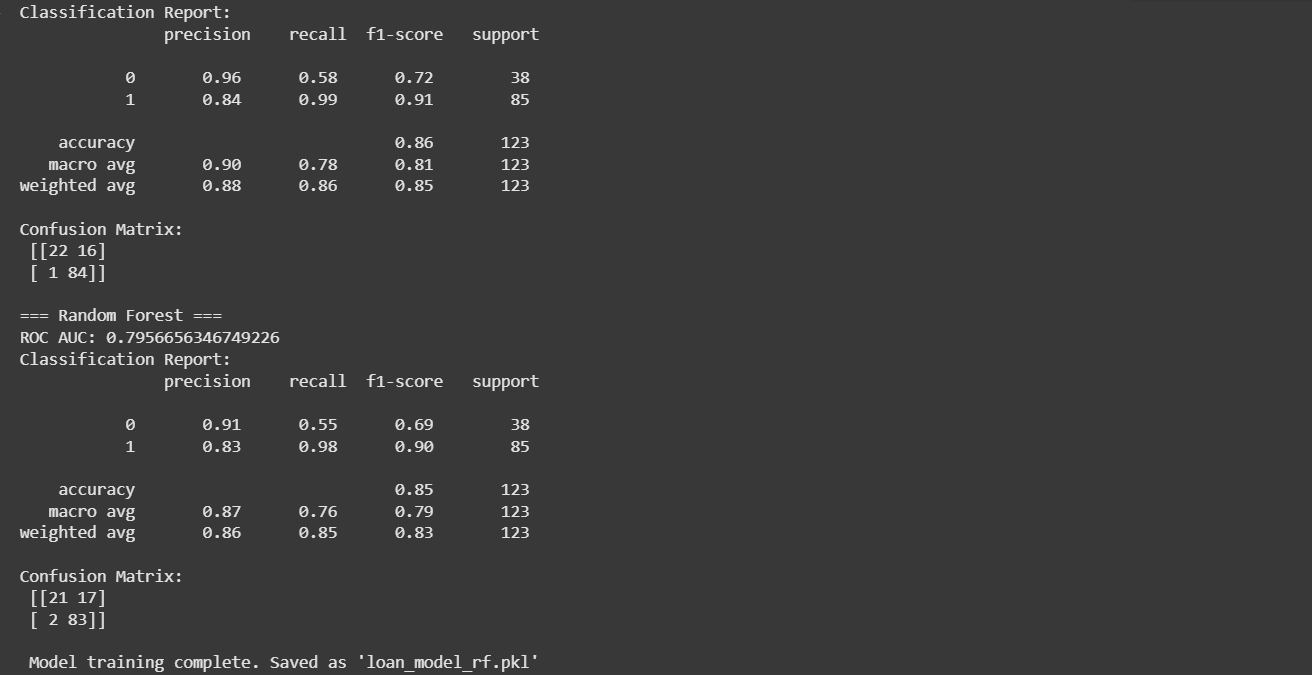 Classification Report:
precision recall f1-score support
0 0.96 0.58 0.72 38
1 0.84 0.99 0.91 85
accuracy 0.86 123
macro avg 0.90 0.78 0.81 123
weighted avg 0.88 0.86 0.85 123
Confusion Matrix:
[[22 16]
[ 1 84]]
=== Random Forest ===
ROC AUC: 0.7956656346749226
Classification Report:
precision recall f1-score support
0 0.91 0.55 0.69 38
1 0.83 0.98 0.90 85
accuracy 0.85 123
macro avg 0.87 0.76 0.79 123
weighted avg 0.86 0.85 0.83 123
Confusion Matrix:
[[21 17]
[ 2 83]]
Model training complete. Saved as 'loan_model_rf.pkl'